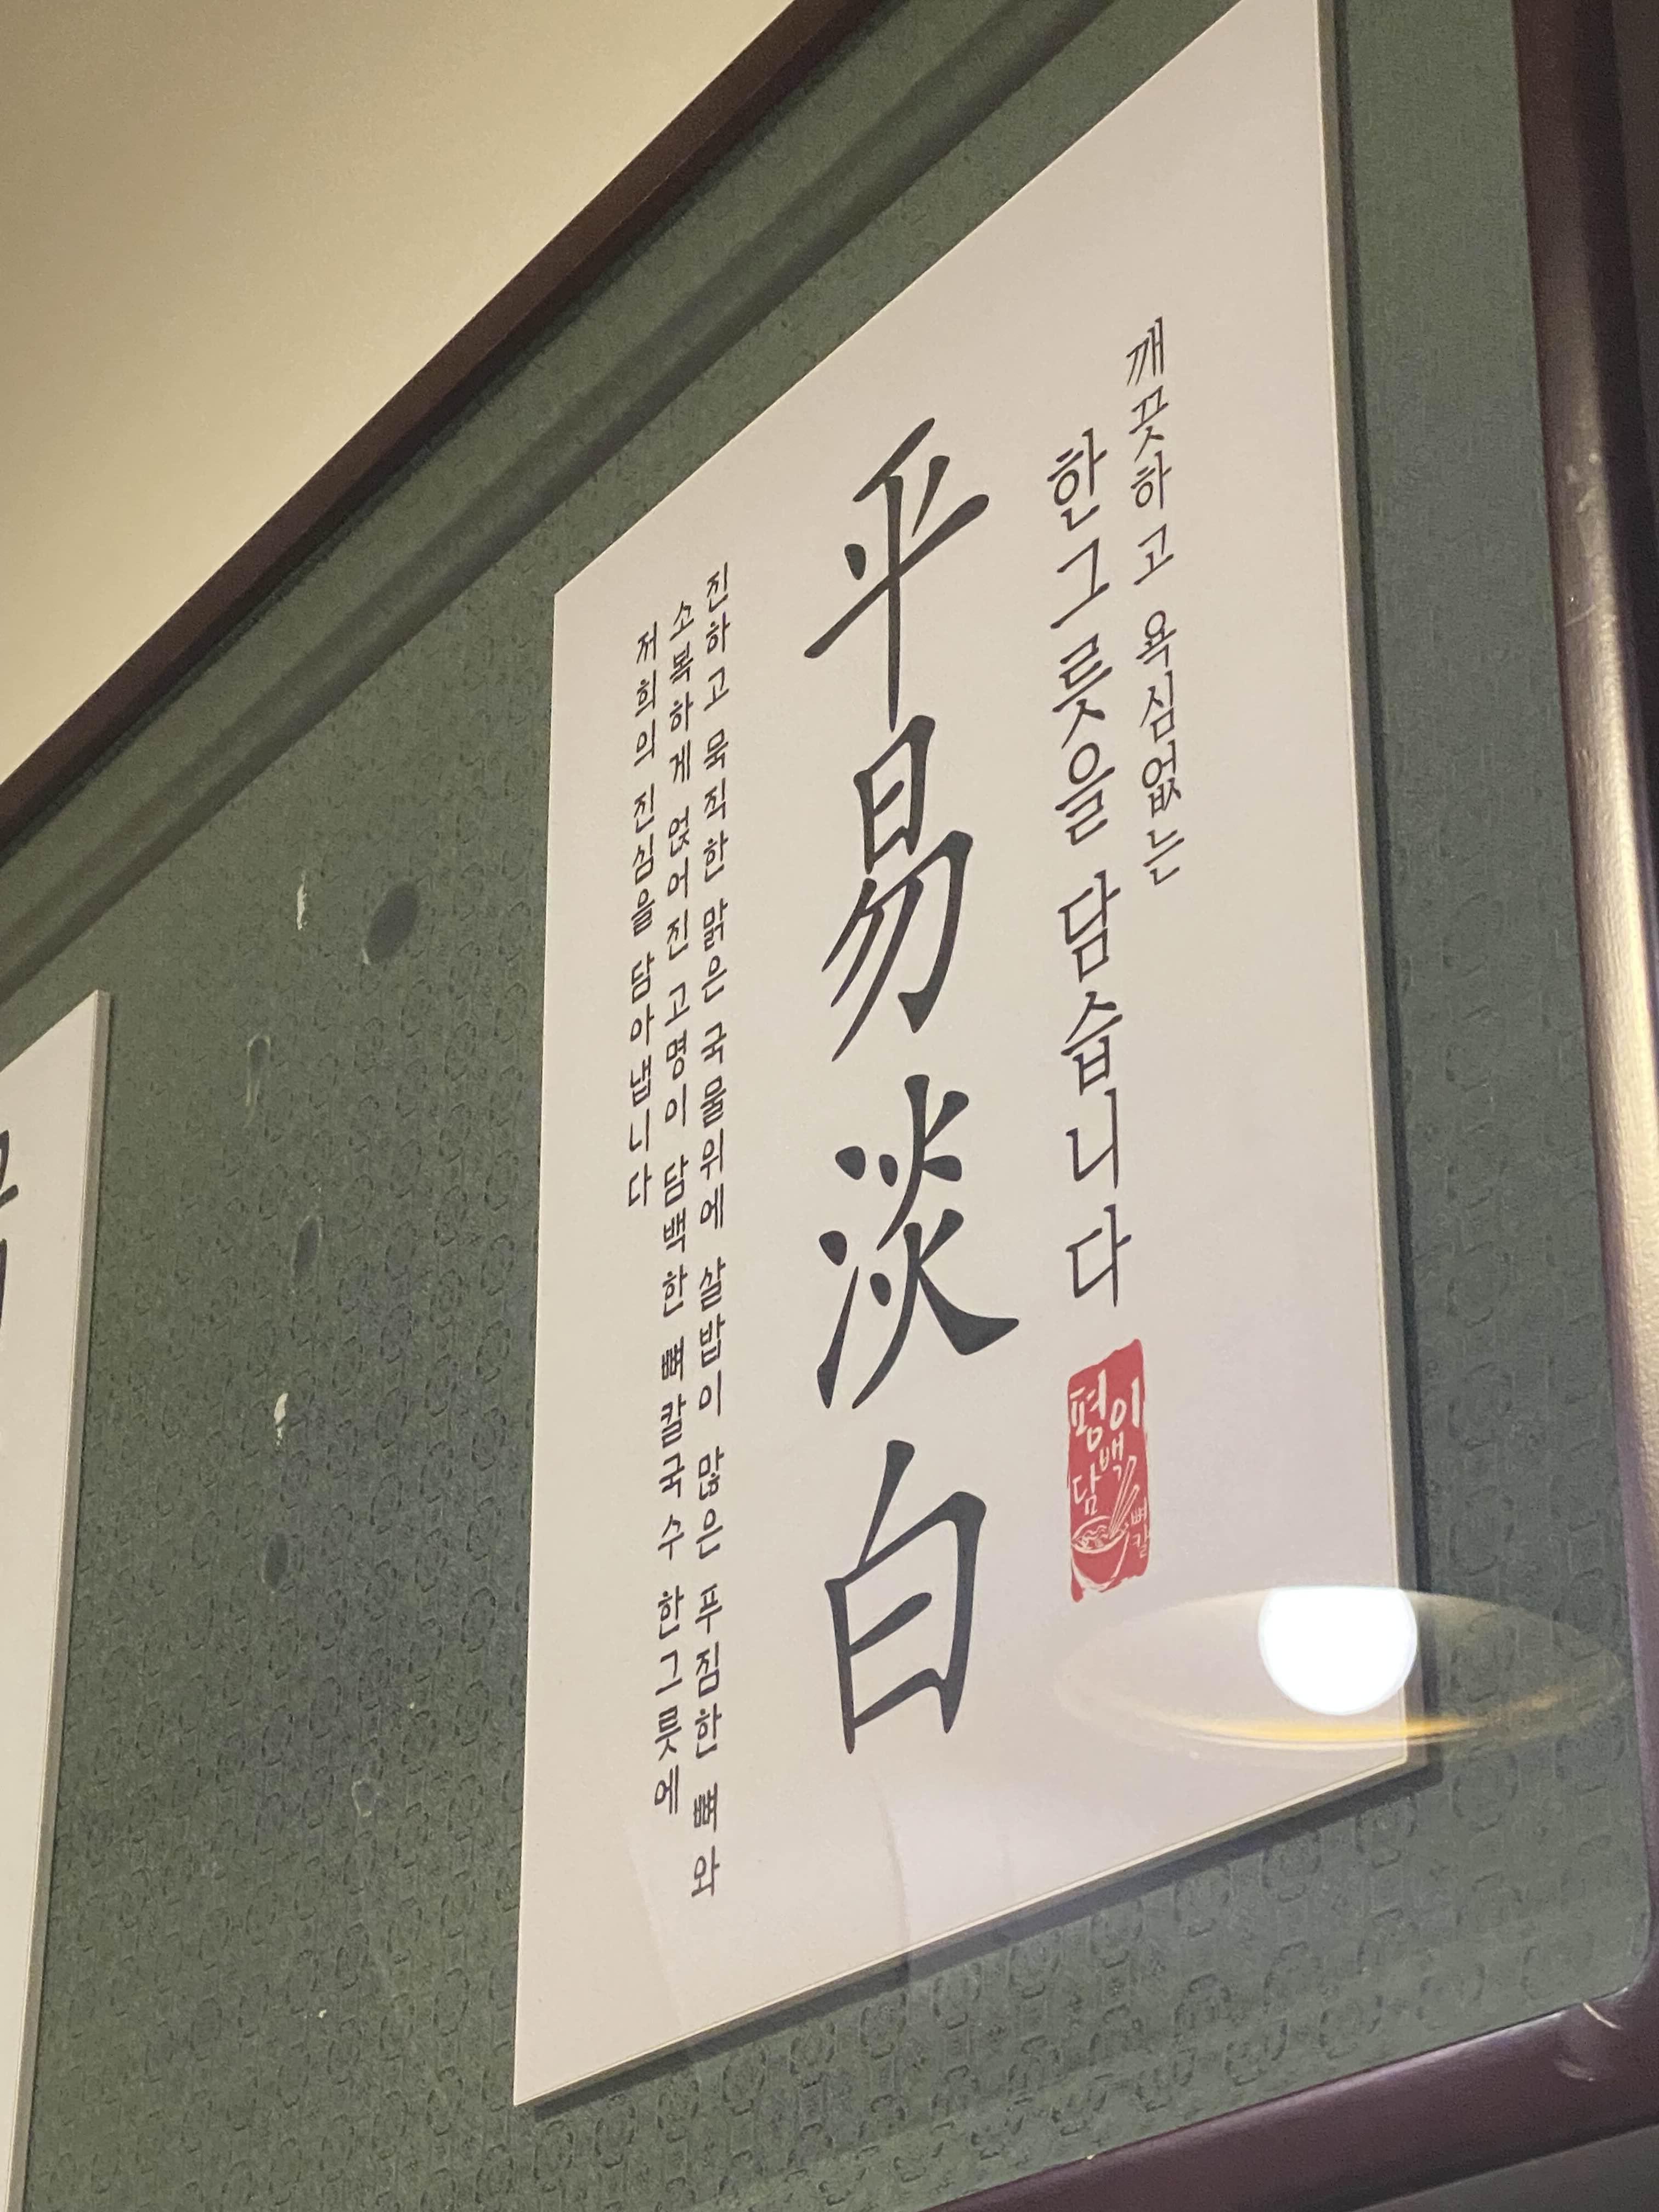 깨끗하고 욕심없는
한그릇을 담습니다
평이
담백
뼈칼
平易淡白
진하고 묵직한 맑은 국물위에 살밥이 많은 푸짐한 뼈와
소복하게 얹어진 고명이 담백한 뼈칼국수 한그릇에
저희의 진심을 담아냅니다